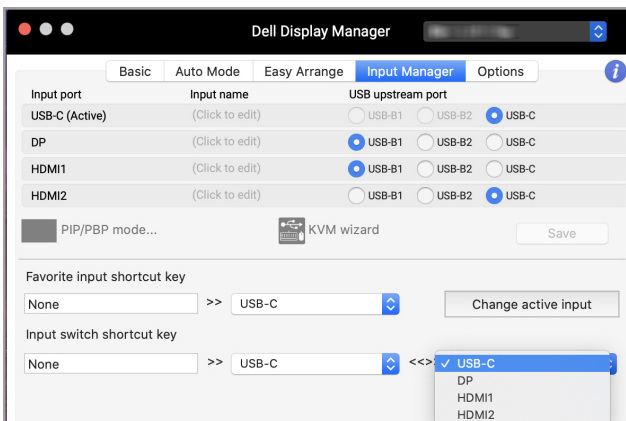 Dell Display Manager
Basic Auto Mode Easy Arrange Input Manager Options i
Input port Input name USB upstream port
USB-C (Active) (Click to edit) USB-B1 USB-B2 USB-C
DP (Click to edit) USB-B1 USB-B2 USB-C
HDMI1 (Click to edit) USB-B1 USB-B2 USB-C
HDMI2 (Click to edit) USB-B1 USB-B2 USB-C
PIP/PBP mode... KVM wizard Save
Favorite input shortcut key
None >> USB-C Change active input
Input switch shortcut key
None >> USB-C <<>> ✓ USB-C
DP
HDMI1
HDMI2